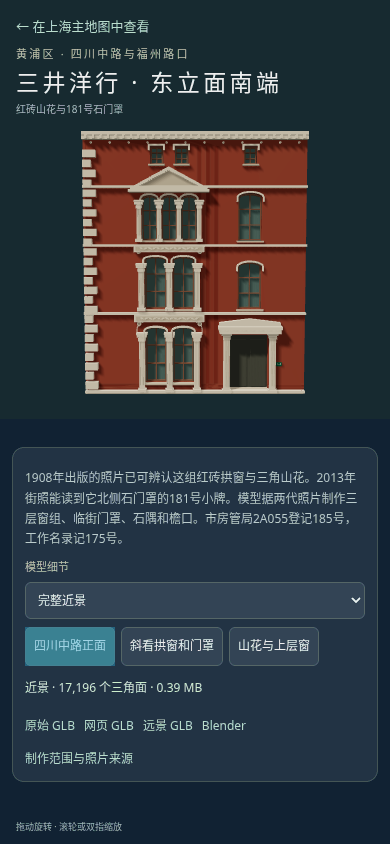 ← 在上海主地图中查看
黄浦区 · 四川中路与福州路口
三井洋行 · 东立面南端
红砖山花与181号石门罩
1908年出版的照片已可辨认这组红砖拱窗与三角山花。2013年
街照能读到它北侧石门罩的181号小牌。模型据两代照片制作三
层窗组、临街门罩、石隅和檐口。市房管局2A055登记185号，
工作名录记175号。
模型细节
完整近景
四川中路正面 斜看拱窗和门罩 山花与上层窗
近景 · 17,196 个三角面 · 0.39 MB
原始 GLB 网页 GLB 远景 GLB Blender
制作范围与照片来源
拖动旋转 · 滚轮或双指缩放